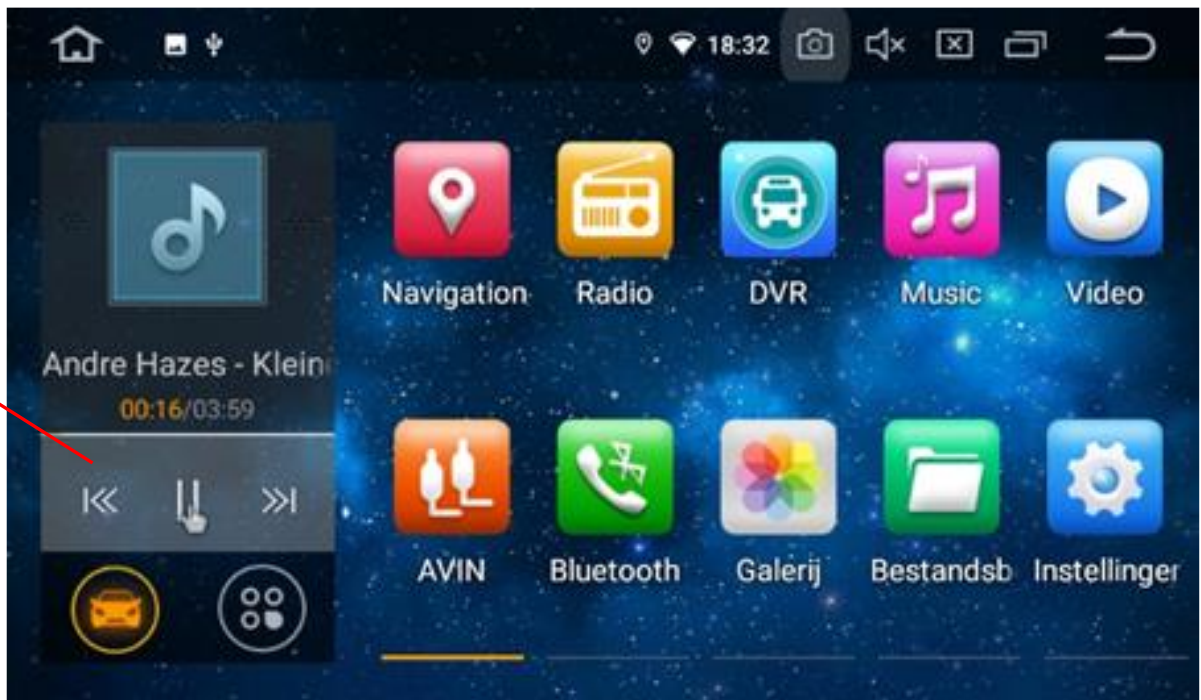 18:32
Andre Hazes - Klein
00:16/03:59
Navigation
Radio
DVR
Music
Video
AVIN
Bluetooth
Galerij
Bestandsb
Instellinger